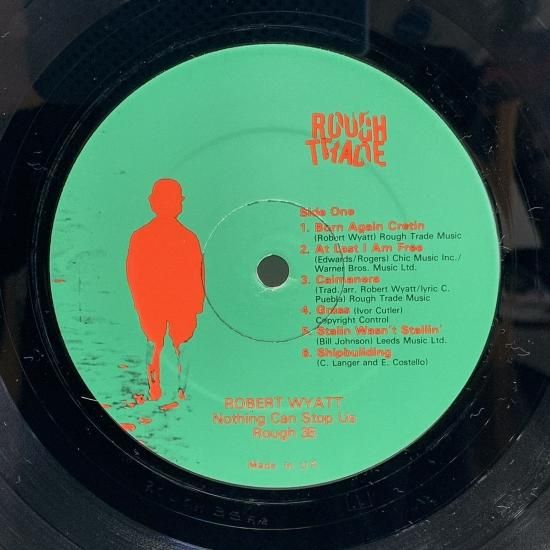 ROUGH
TRADE
Side One
1. Born Again Cretin
(Robert Wyatt) Rough Trade Music
2. At Last I Am Free
(Edwards/Rogers) Chic Music Inc./
Warner Bros. Music Ltd.
3. Caimanera
(Trad. arr. Robert Wyatt/lyric C.
Puebla) Rough Trade Music
4. Grass (Ivor Cutler)
Copyright Control
5. Stalin Wasn't Stallin'
(Bill Johnson) Leeds Music Ltd.
6. Shipbuilding
(C. Langer and E. Costello)
ROBERT WYATT
Nothing Can Stop Us
Rough 35
Made in U.K.